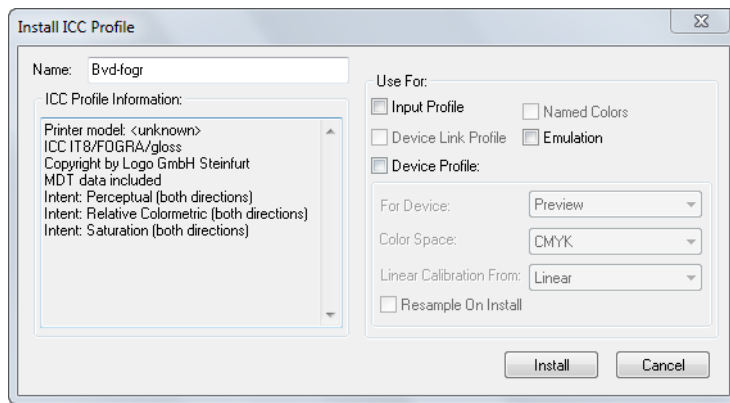 Install ICC Profile
Name: Bvd-fogr
ICC Profile Information:
Printer model: <unknown>
ICC IT8/FOGRA/gloss
Copyright by Logo GmbH Steinfurt
MDT data included
Intent: Perceptual (both directions)
Intent: Relative Colormetric (both directions)
Intent: Saturation (both directions)
Use For:
Input Profile
Named Colors
Device Link Profile
Emulation
Device Profile:
For Device: Preview
Color Space: CMYK
Linear Calibration From: Linear
Resample On Install
Install
Cancel